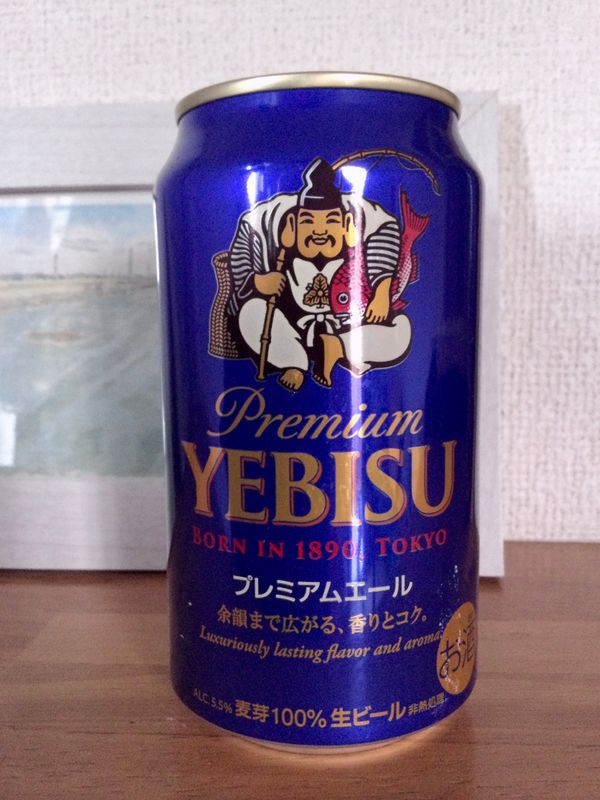 Premium
YEBISU
BORN IN 1890, TOKYO
プレミアムエール
余韻まで広がる、香りとコク。
Luxuriously lasting flavor and aroma
お酒
ALC. 5.5% 麦芽100% 生ビール 非熱処理